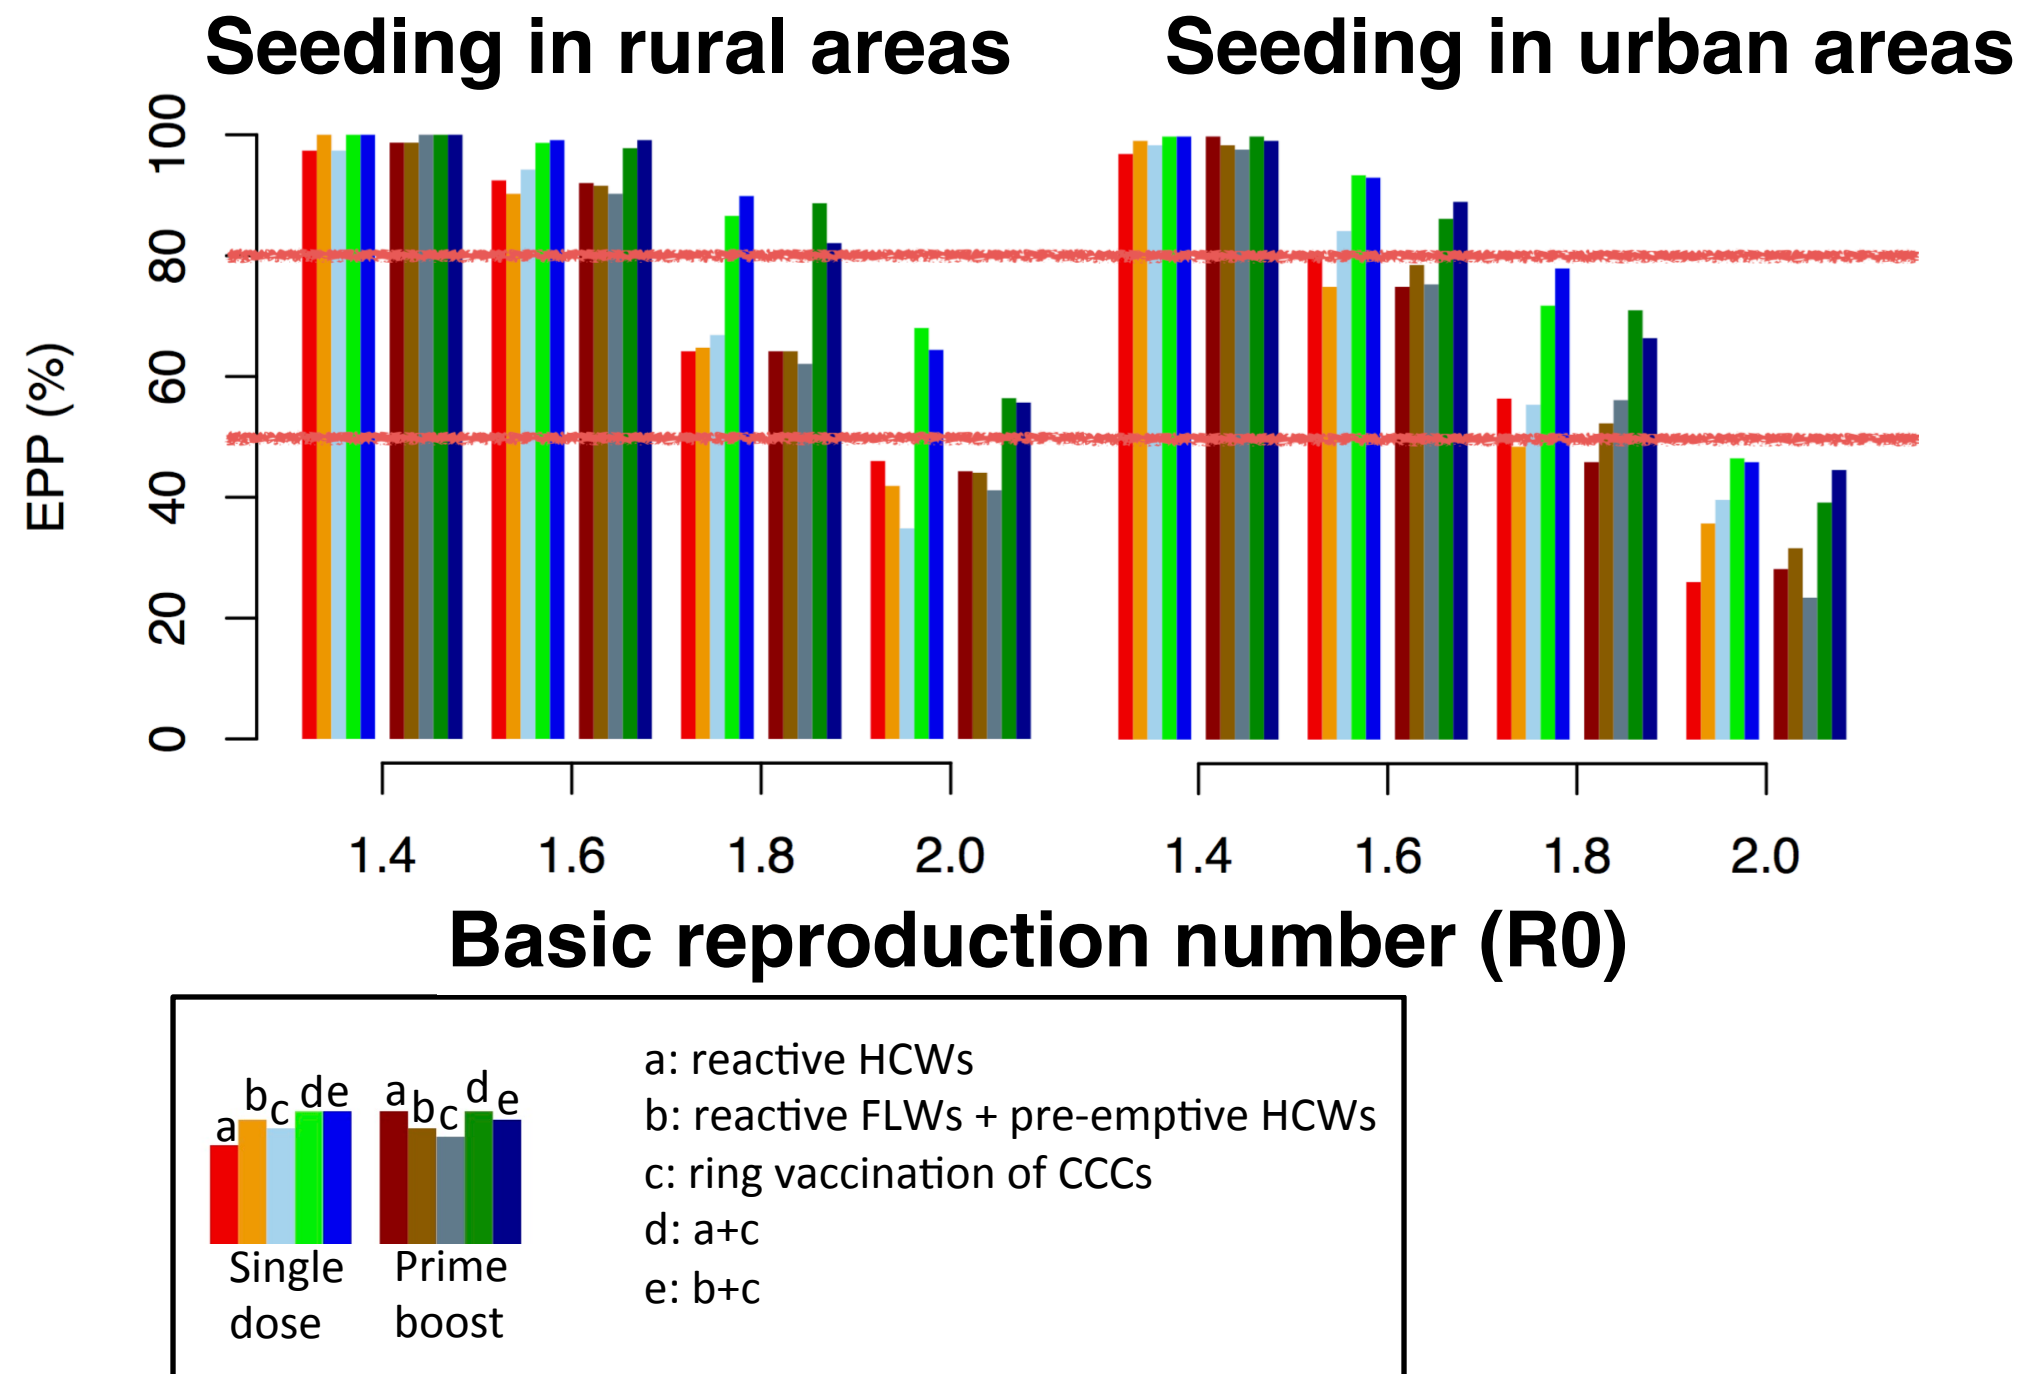 Seeding in rural areas
Seeding in urban areas
EPP (%)
100
80
60
40
20
0
1.4 1.6 1.8 2.0
1.4 1.6 1.8 2.0
Basic reproduction number (R0)
a b c d e
Single
dose
a b c d e
Prime
boost
a: reactive HCWs
b: reactive FLWs + pre-emptive HCWs
c: ring vaccination of CCCs
d: a+c
e: b+c